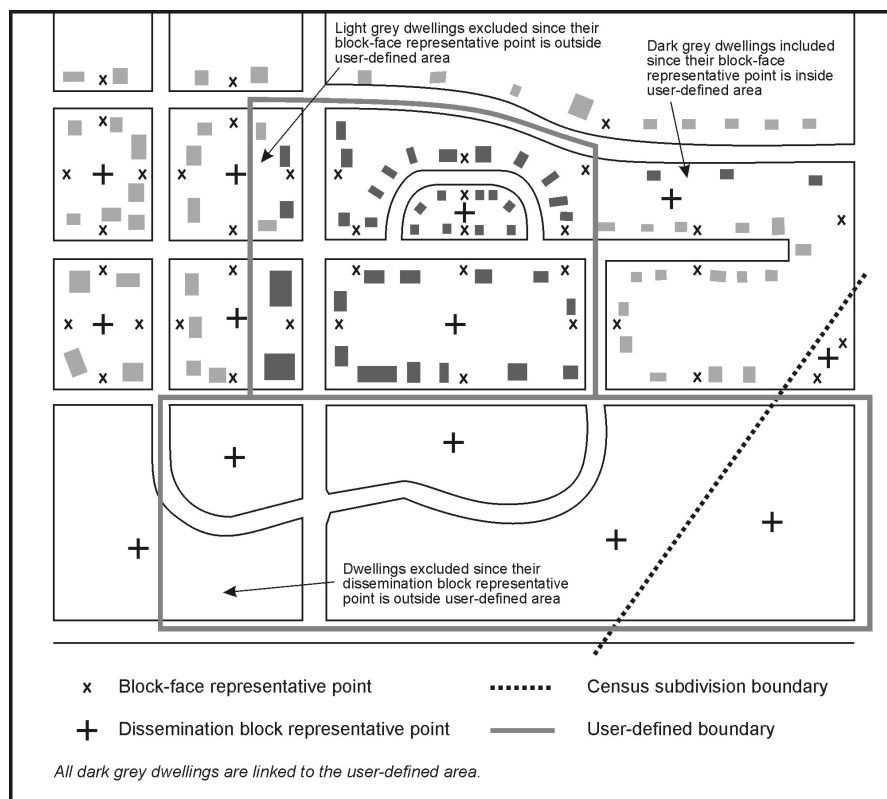 Light grey dwellings excluded since their
block-face representative point is outside
user-defined area
Dark grey dwellings included
since their block-face
representative point is inside
user-defined area
Dwellings excluded since their
dissemination block representative
point is outside user-defined area
x Block-face representative point
Census subdivision boundary
+ Dissemination block representative point
User-defined boundary
All dark grey dwellings are linked to the user-defined area.